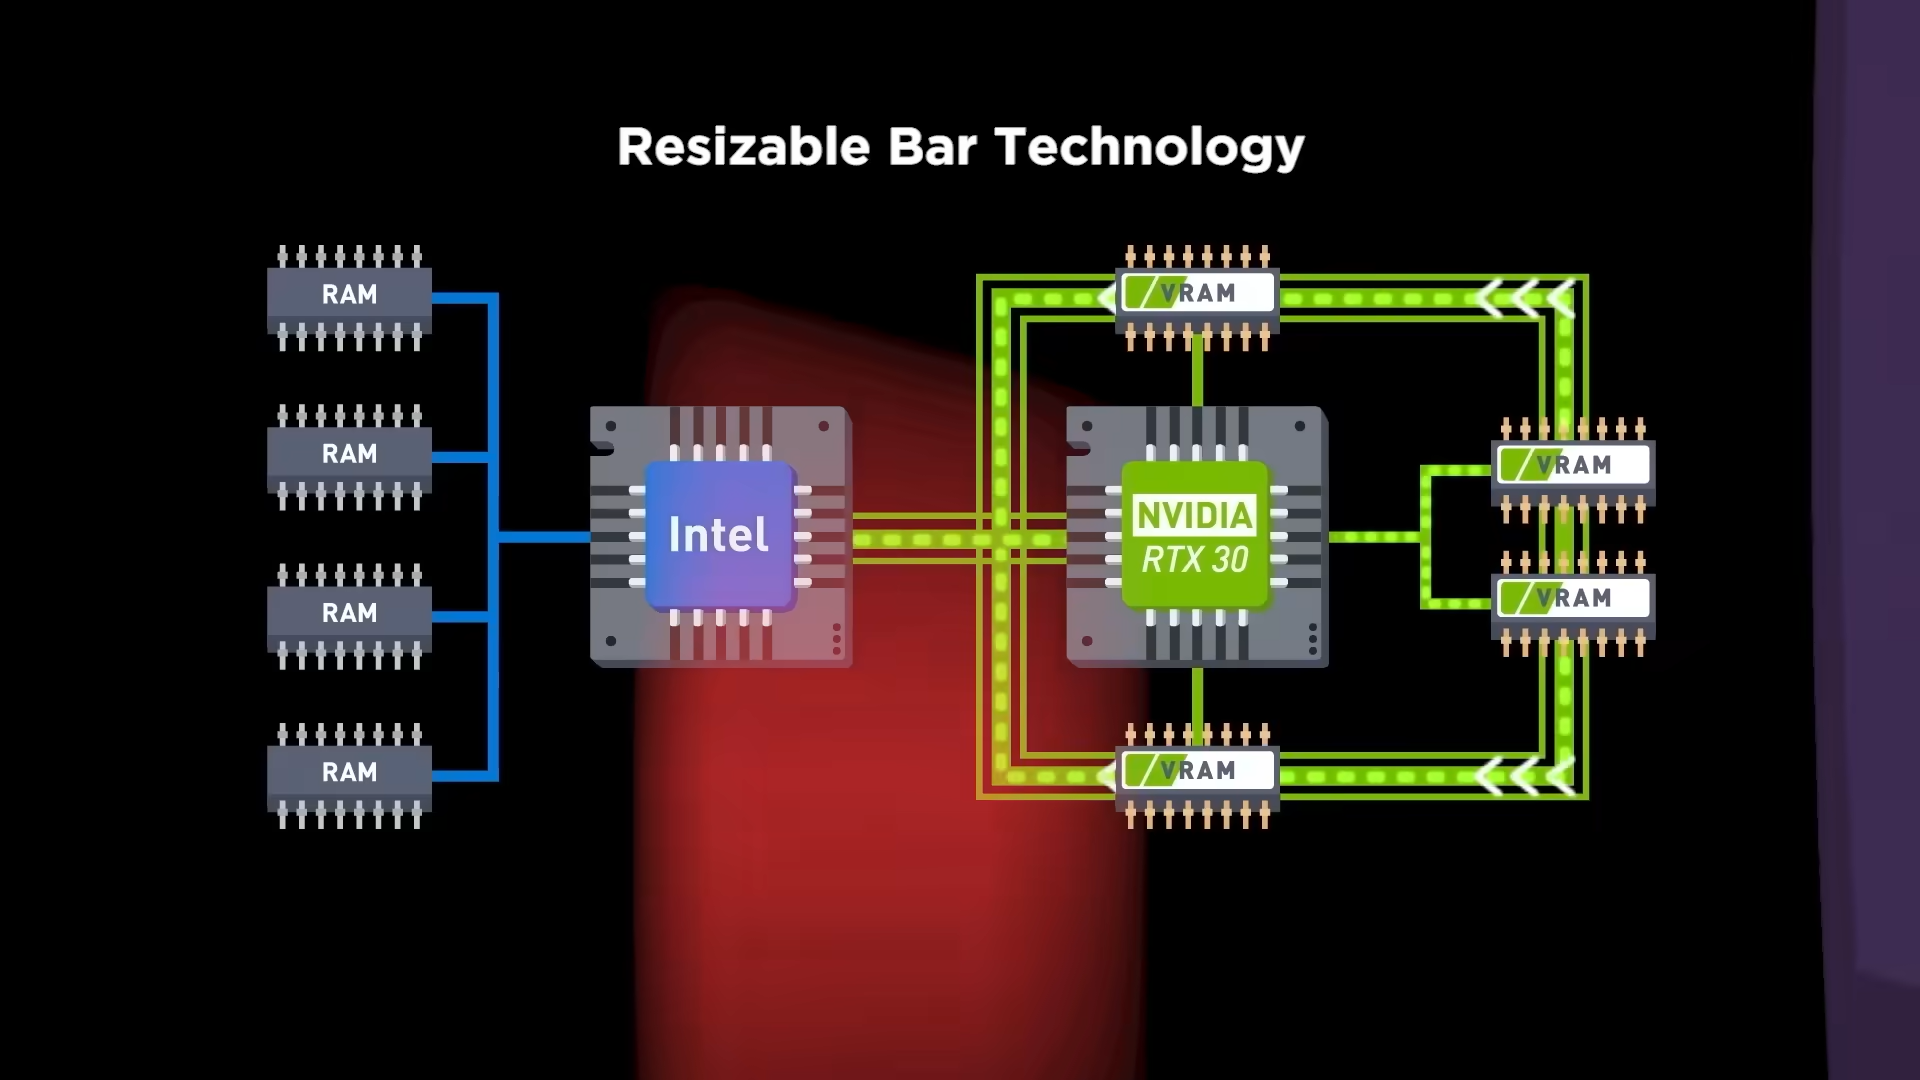 Resizable Bar Technology
RAM
RAM
RAM
RAM
Intel
NVIDIA
RTX 30
VRAM
VRAM
VRAM
VRAM